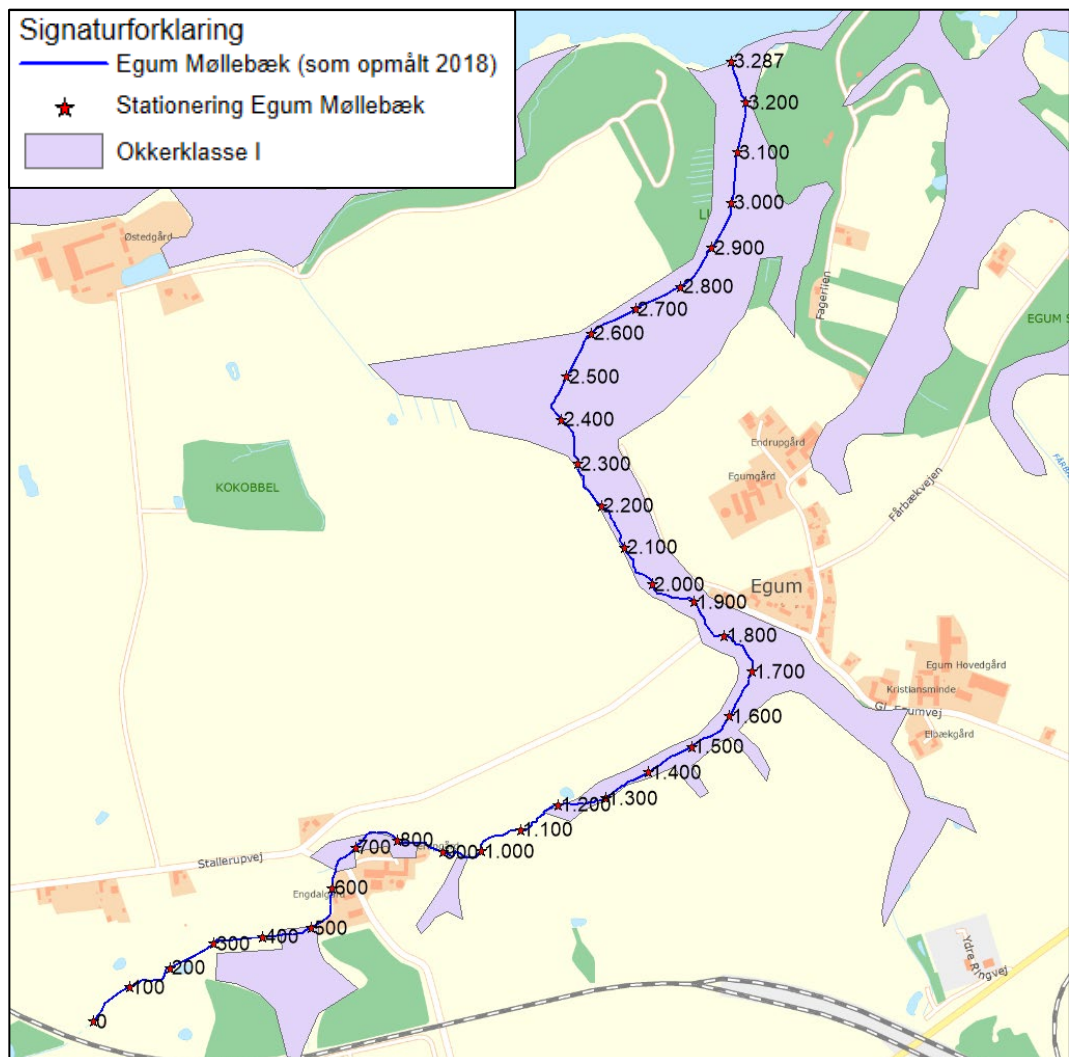 Signaturforklaring
Egum Møllebæk (som opmålt 2018)
Stationering Egum Møllebæk
Okkerklasse I
3.287
3.200
3.100
3.000
2.900
2.800
2.700
2.600
2.500
2.400
2.300
2.200
2.100
2.000
1.900
1.800
1.700
1.600
1.500
1.400
1.300
1.200
1.100
1.000
900
800
700
600
500
400
300
200
100
0
Østedgård
KOKOBBEL
Fagerlien
EGUM S
Endrupgård
Egumgård
Fårbækvejen
Egum
Egum Hovedgård
Kristiansminde
Elbækgård
Stallerupvej
Ydre Ringvej